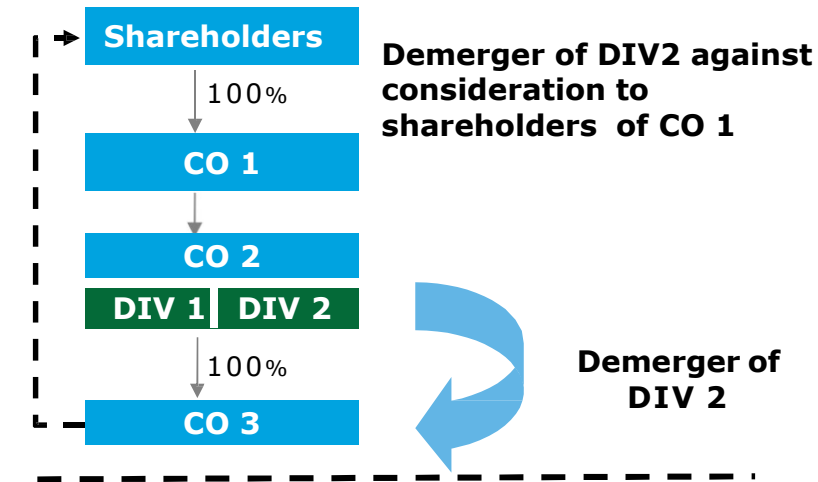 Shareholders
Demerger of DIV2 against
consideration to
shareholders of CO 1
100%
CO 1
CO 2
DIV 1 DIV 2
100%
Demerger of
DIV 2
CO 3